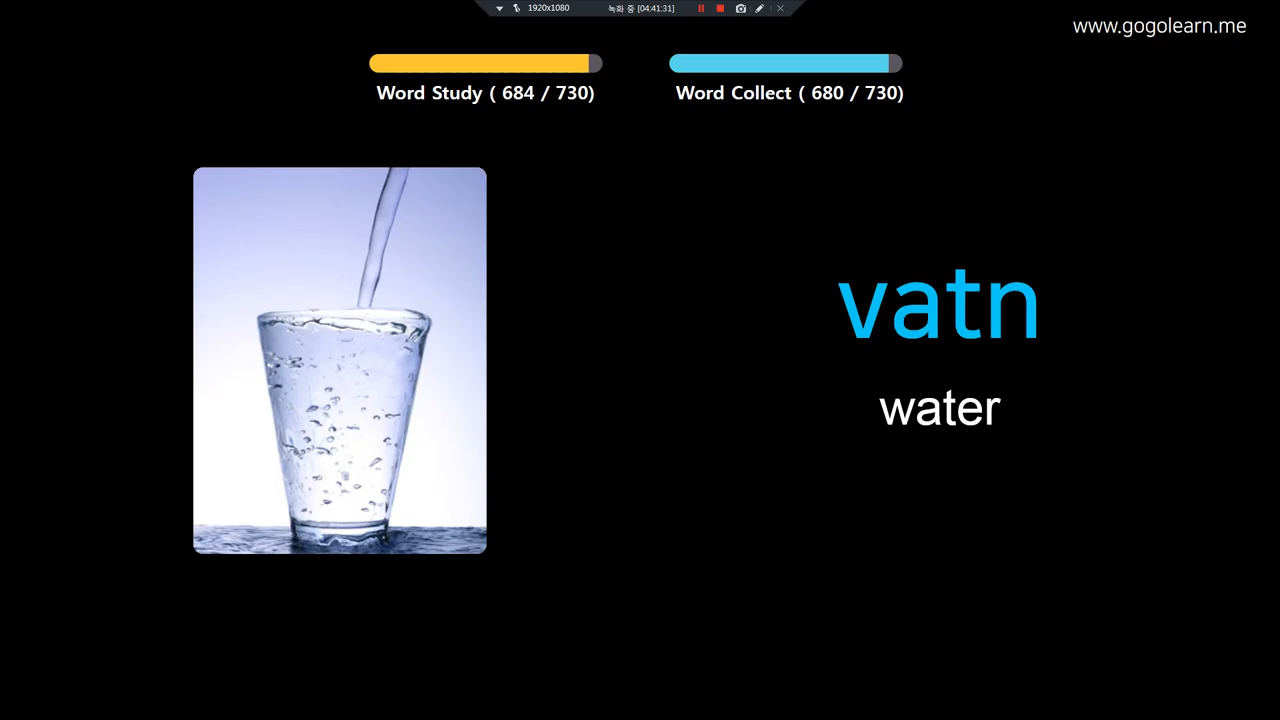 1920x1080 녹화 중 [04:41:31]
www.gogolearn.me
Word Study ( 684 / 730) Word Collect ( 680 / 730)
vatn
water